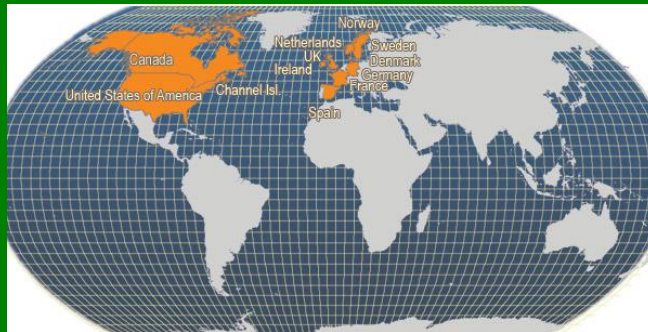 Norway
Netherlands
Sweden
UK
Denmark
Ireland
Germany
France
Canada
United States of America
Channel Isl.
Spain